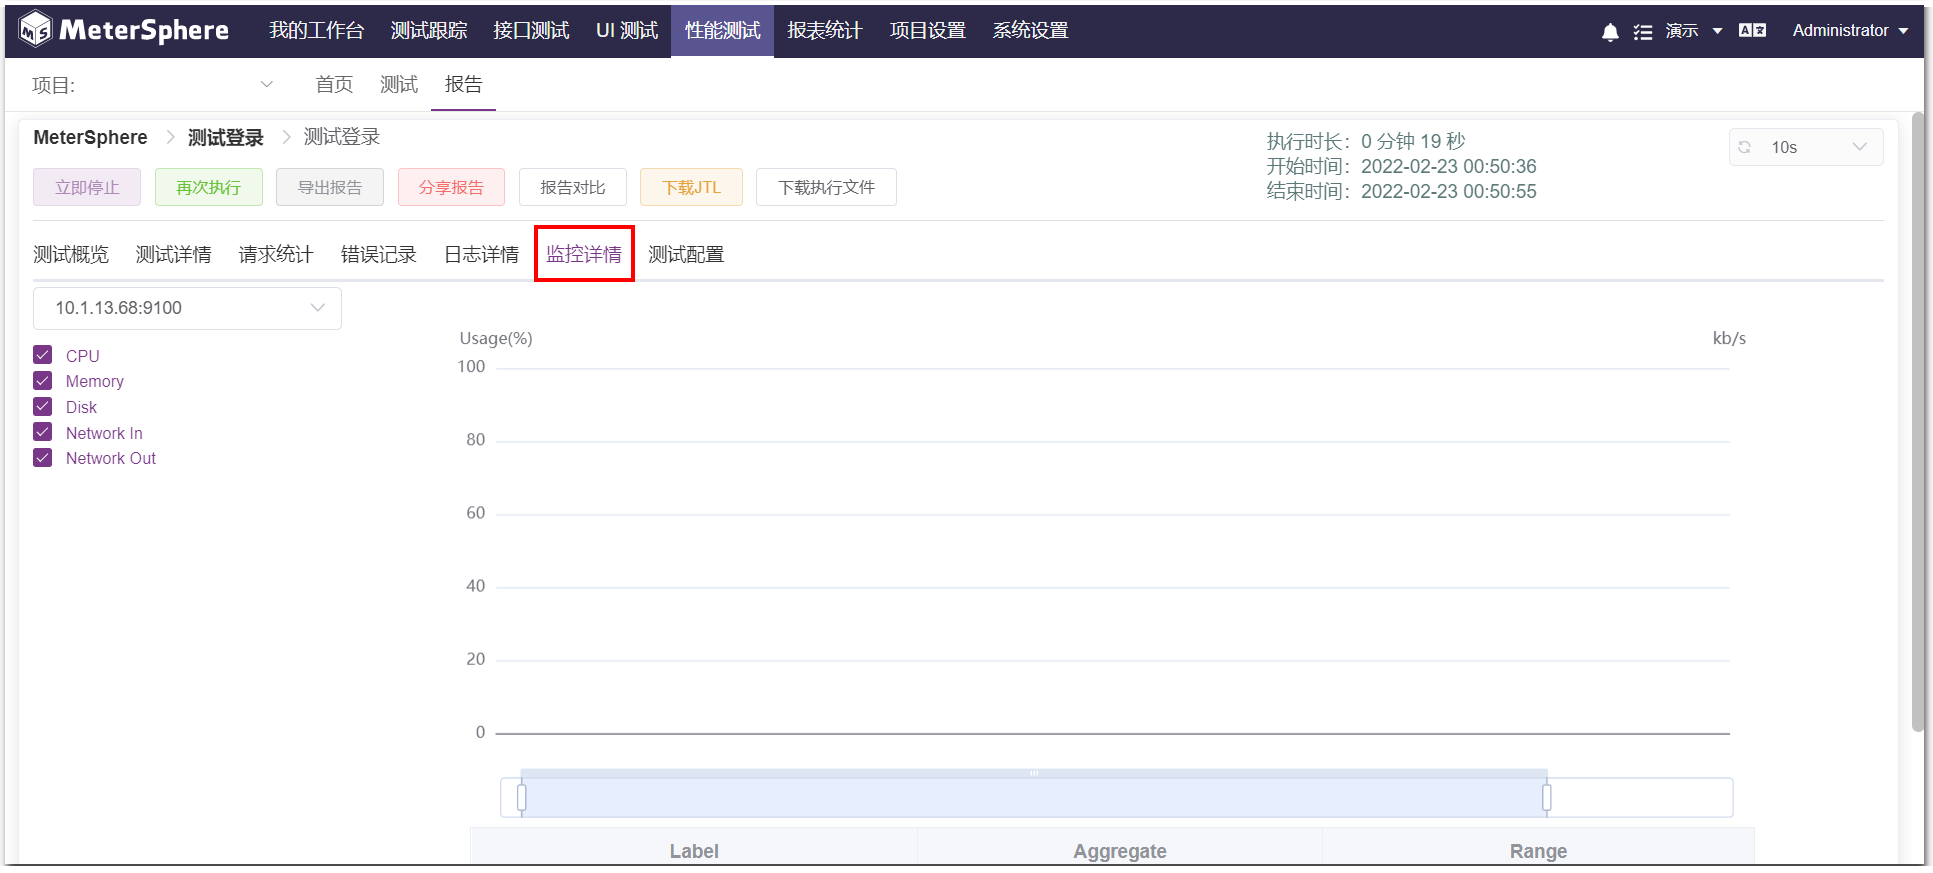 MeterSphere 我的工作台 测试跟踪 接口测试 UI 测试 性能测试 报表统计 项目设置 系统设置 演示 Administrator
项目: 首页 测试 报告
MeterSphere 测试登录 测试登录
执行时长： 0 分钟 19 秒
开始时间： 2022-02-23 00:50:36
结束时间： 2022-02-23 00:50:55
10s
立即停止 再次执行 导出报告 分享报告 报告对比 下载JTL 下载执行文件
测试概览 测试详情 请求统计 错误记录 日志详情 监控详情 测试配置
10.1.13.68:9100
CPU
Memory
Disk
Network In
Network Out
Usage(%) kb/s
100
80
60
40
20
0
Label Aggregate Range